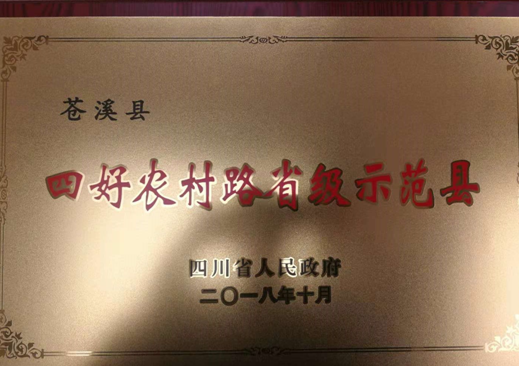 苍溪县
四好农村路省级示范县
四川省人民政府
二〇一八年十月